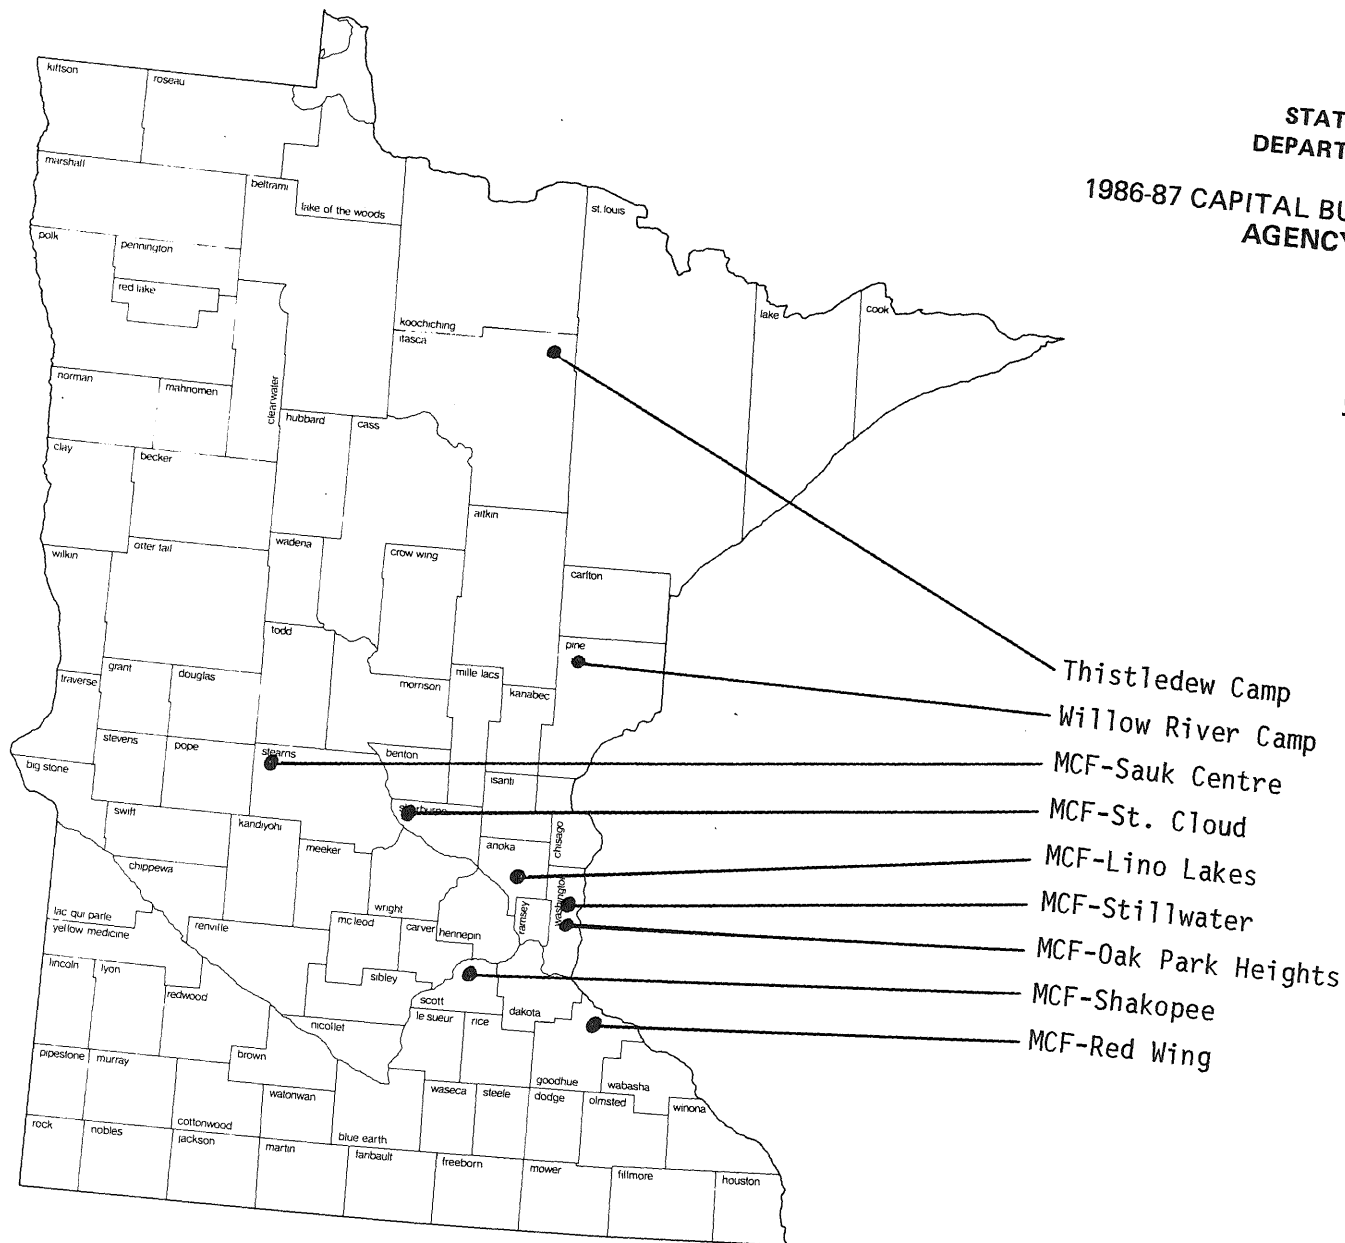 STAT
DEPART
1986-87 CAPITAL BU
AGENCY
kittson
roseau
marshall
beltrami
lake of the woods
st. louis
polk
pennington
red lake
koochiching
itasca
lake
cook
norman
mahnomen
clearwater
hubbard
cass
clay
becker
aitkin
wilkin
otter tail
wadena
crow wing
carlton
todd
pine
grant
douglas
traverse
morrison
mille lacs
kanabec
Thistledew Camp
Willow River Camp
stevens
pope
stearns
benton
big stone
isanti
MCF-Sauk Centre
swift
kandiyohi
sherburne
MCF-St. Cloud
meeker
anoka
chisago
chippewa
MCF-Lino Lakes
lac qui parle
yellow medicine
renville
mc leod
wright
carver
hennepin
ramsey
washington
MCF-Stillwater
MCF-Oak Park Heights
lincoln
lyon
redwood
sibley
scott
dakota
MCF-Shakopee
nicollet
le sueur
rice
MCF-Red Wing
pipestone
murray
brown
cottonwood
watonwan
blue earth
waseca
steele
goodhue
dodge
wabasha
olmsted
winona
rock
nobles
jackson
martin
faribault
freeborn
mower
fillmore
houston